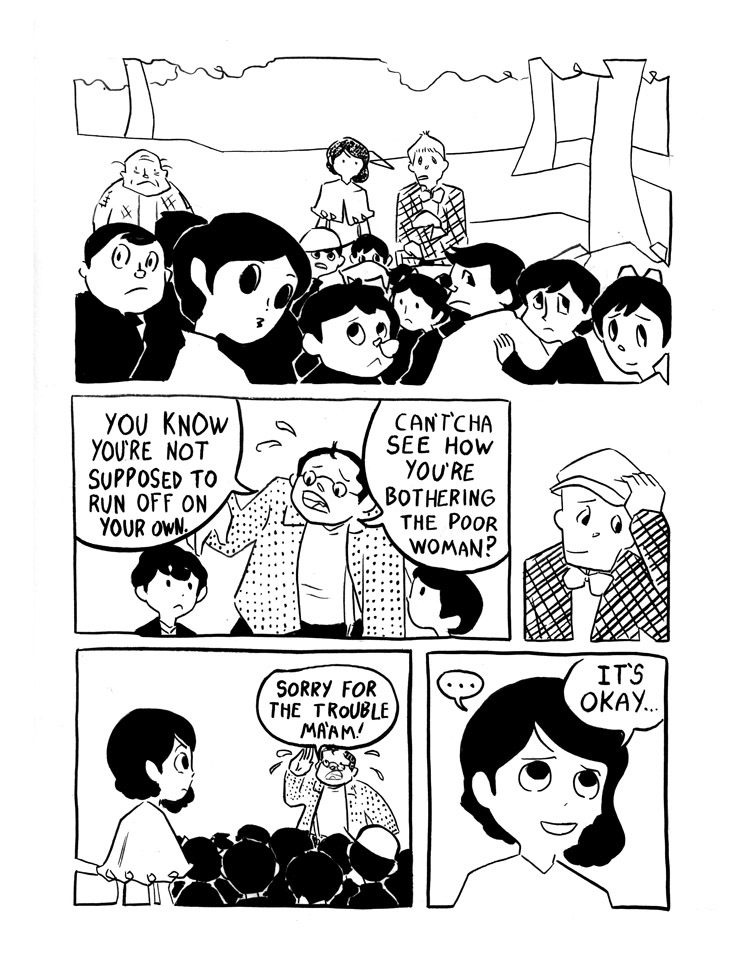 YOU KNOW
YOU'RE NOT
SUPPOSED TO
RUN OFF ON
YOUR OWN.
CAN'T'CHA
SEE HOW
YOU'RE
BOTHERING
THE POOR
WOMAN?
SORRY FOR
THE TROUBLE
MA'AM!
...
IT'S
OKAY...